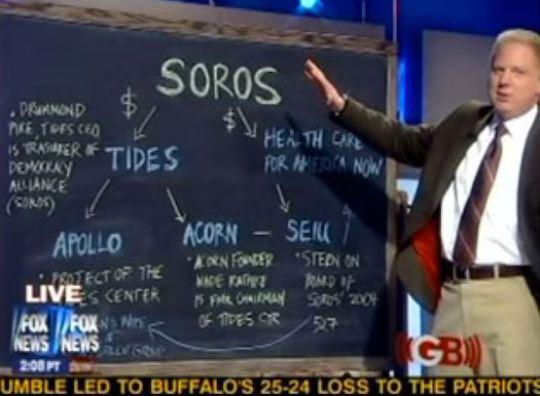 SOROS
$
$
. DRUMMOND
PIKE, TIDES CEO
IS TREASURER OF
DEMOCRACY
ALLIANCE
(SOROS)
TIDES
HEALTH CARE
FOR AMERICA NOW
APOLLO
ACORN — SEIU
• PROJECT OF THE
CENTER
• ACORN FOUNDER
WADE RATHKE
IS CHAIRMAN
OF TIDES CTR
• STERN ON
BOARD OF
SOROS' 2004
527
LIVE
FOX NEWS
FOX NEWS
2:08 PT
((GB))
UMBLE LED TO BUFFALO'S 25-24 LOSS TO THE PATRIOTS